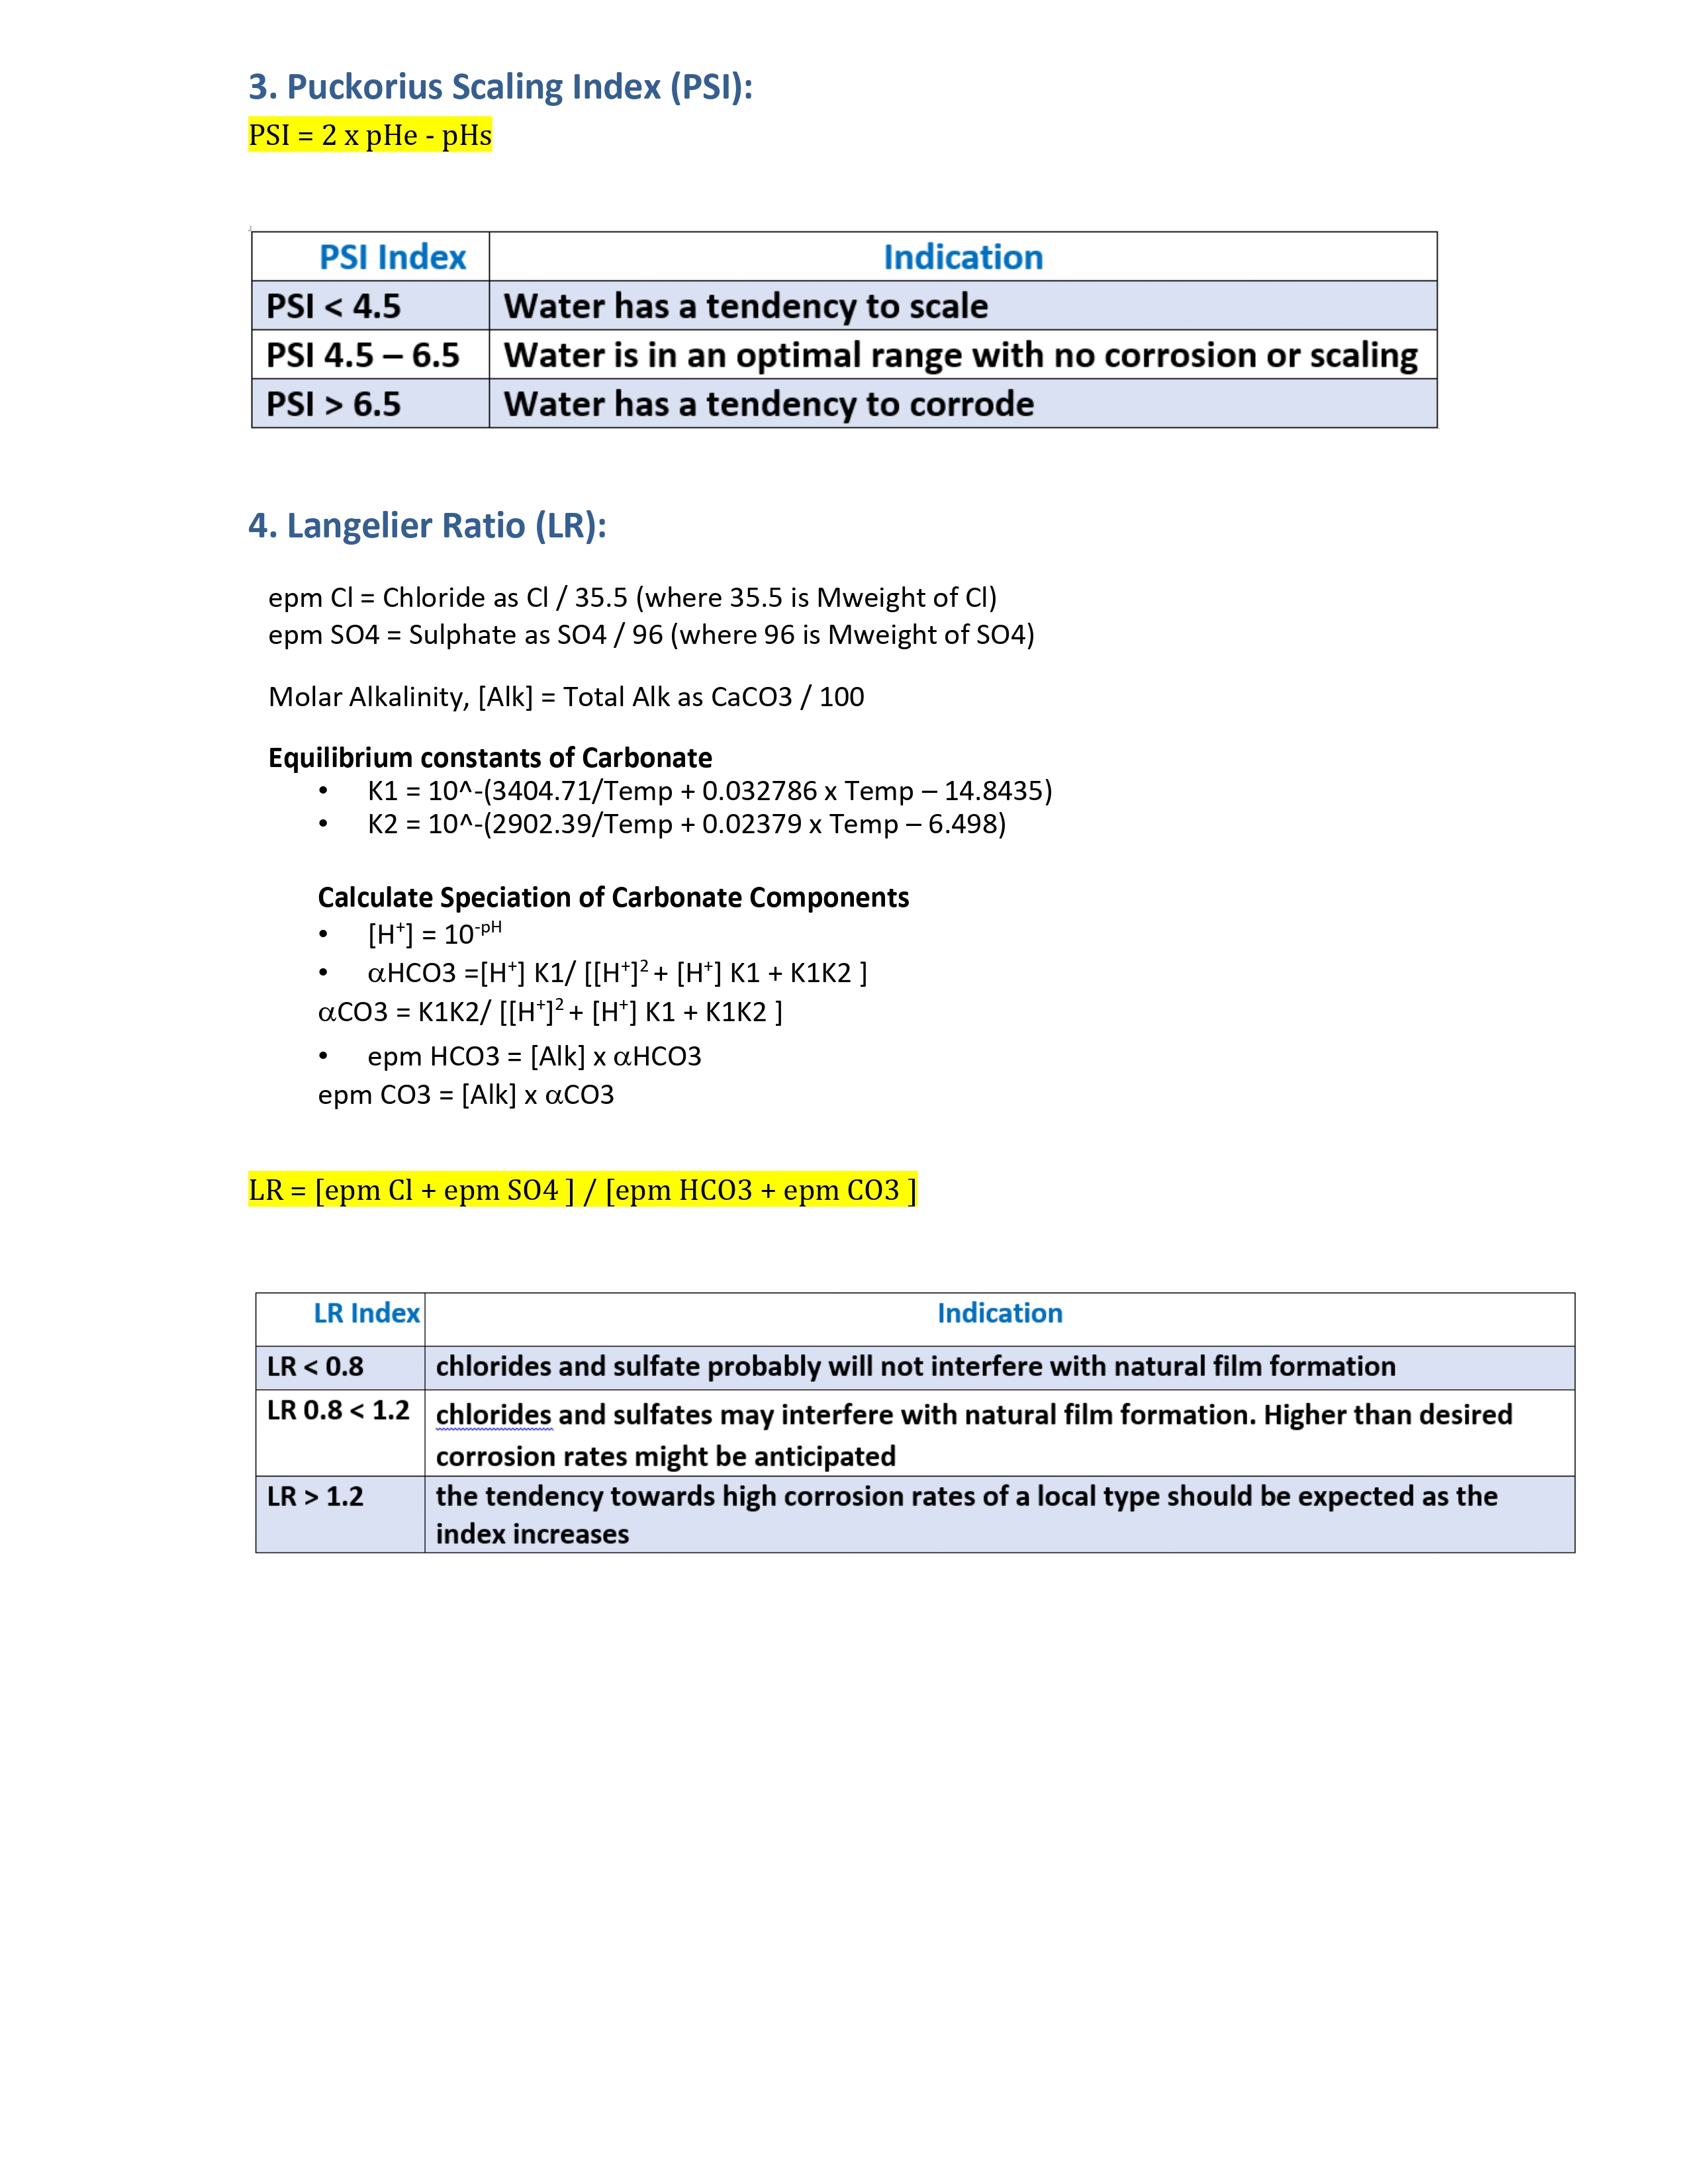 3. Puckorius Scaling Index (PSI):
PSI = 2 x pHe - pHs
PSI Index Indication
PSI < 4.5 Water has a tendency to scale
PSI 4.5 – 6.5 Water is in an optimal range with no corrosion or scaling
PSI > 6.5 Water has a tendency to corrode
4. Langelier Ratio (LR):
epm Cl = Chloride as Cl / 35.5 (where 35.5 is Mweight of Cl)
epm SO4 = Sulphate as SO4 / 96 (where 96 is Mweight of SO4)
Molar Alkalinity, [Alk] = Total Alk as CaCO3 / 100
Equilibrium constants of Carbonate
• K1 = 10^-(3404.71/Temp + 0.032786 x Temp – 14.8435)
• K2 = 10^-(2902.39/Temp + 0.02379 x Temp – 6.498)
Calculate Speciation of Carbonate Components
• [H⁺] = 10⁻ᵖᴴ
• αHCO3 =[H⁺] K1/ [[H⁺]² + [H⁺] K1 + K1K2 ]
αCO3 = K1K2/ [[H⁺]² + [H⁺] K1 + K1K2 ]
• epm HCO3 = [Alk] x αHCO3
epm CO3 = [Alk] x αCO3
LR = [epm Cl + epm SO4 ] / [epm HCO3 + epm CO3 ]
LR Index Indication
LR < 0.8 chlorides and sulfate probably will not interfere with natural film formation
LR 0.8 < 1.2 chlorides and sulfates may interfere with natural film formation. Higher than desired
corrosion rates might be anticipated
LR > 1.2 the tendency towards high corrosion rates of a local type should be expected as the
index increases